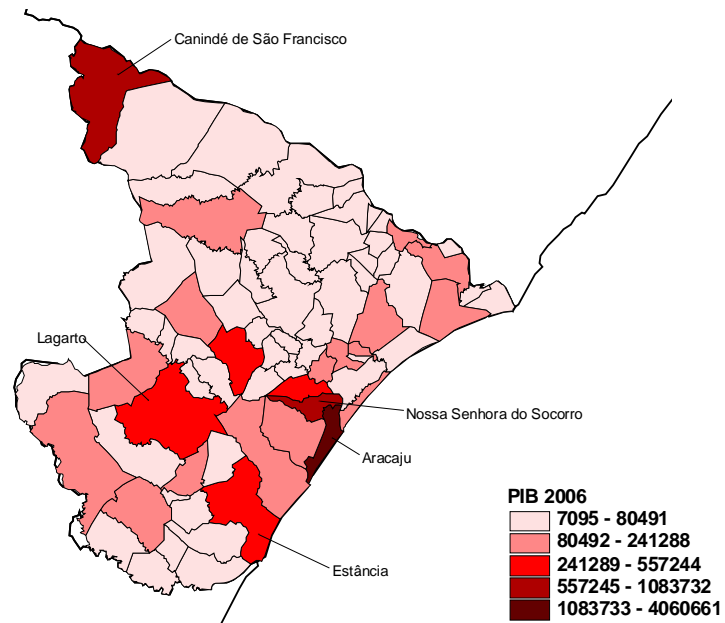 Canindé de São Francisco
Lagarto
Nossa Senhora do Socorro
Aracaju
Estância
PIB 2006
7095 - 80491
80492 - 241288
241289 - 557244
557245 - 1083732
1083733 - 4060661